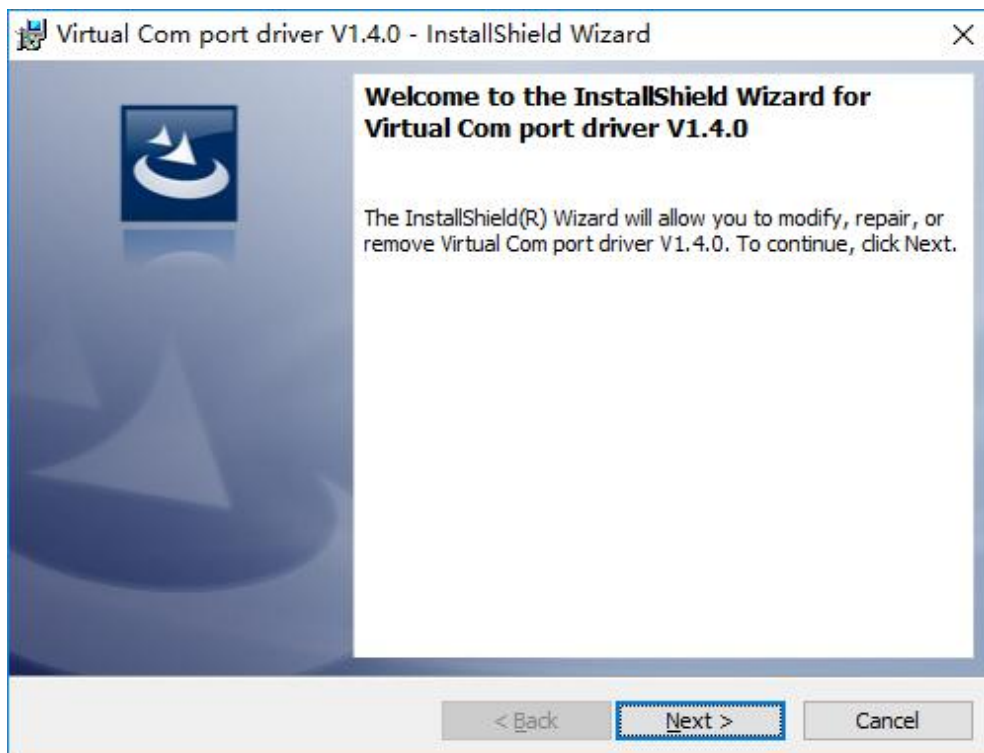 Virtual Com port driver V1.4.0 - InstallShield Wizard
Welcome to the InstallShield Wizard for
Virtual Com port driver V1.4.0
The InstallShield(R) Wizard will allow you to modify, repair, or
remove Virtual Com port driver V1.4.0. To continue, click Next.
< Back
Next >
Cancel